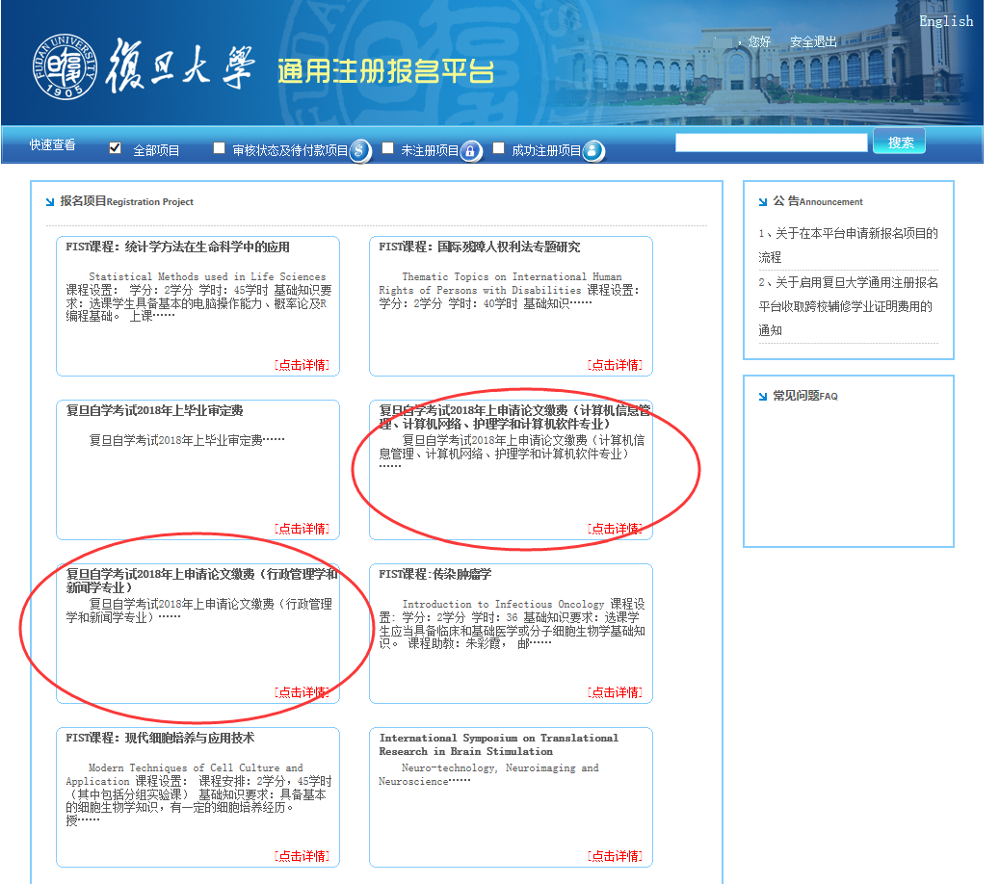 English
FUDAN UNIVERSITY
1905
復旦大學
通用注册报名平台
，您好 安全退出
快速查看 全部项目 审核状态及待付款项目 未注册项目 成功注册项目 搜索
报名项目Registration Project
FIST课程：统计学方法在生命科学中的应用
Statistical Methods used in Life Sciences
课程设置： 学分：2学分 学时：45学时 基础知识要
求：选课学生具备基本的电脑操作能力、概率论及R
编程基础。 上课……
[点击详情]
FIST课程：国际残障人权利法专题研究
Thematic Topics on International Human
Rights of Persons with Disabilities 课程设置：
学分：2学分 学时：40学时 基础知识……
[点击详情]
复旦自学考试2018年上毕业审定费
复旦自学考试2018年上毕业审定费……
[点击详情]
复旦自学考试2018年上申请论文缴费（计算机信息管
理、计算机网络、护理学和计算机软件专业）
复旦自学考试2018年上申请论文缴费（计算机信
息管理、计算机网络、护理学和计算机软件专业）
……
[点击详情]
复旦自学考试2018年上申请论文缴费（行政管理学和
新闻学专业）
复旦自学考试2018年上申请论文缴费（行政管理
学和新闻学专业）……
[点击详情]
FIST课程:传染肿瘤学
Introduction to Infectious Oncology 课程设
置: 学分：2学分 学时：36 基础知识要求：选课学
生应当具备临床和基础医学或分子细胞生物学基础知
识。 课程助教：朱彩霞， 邮……
[点击详情]
FIST课程：现代细胞培养与应用技术
Modern Techniques of Cell Culture and
Application 课程设置： 课程安排：2学分，45学时
（其中包括分组实验课） 基础知识要求：具备基本
的细胞生物学知识，有一定的细胞培养经历。
授……
[点击详情]
International Symposium on Translational
Research in Brain Stimulation
Neuro-technology, Neuroimaging and
Neuroscience……
[点击详情]
公 告Announcement
1、关于在本平台申请新报名项目的
流程
2、关于启用复旦大学通用注册报名
平台收取跨校辅修学业证明费用的
通知
常见问题FAQ